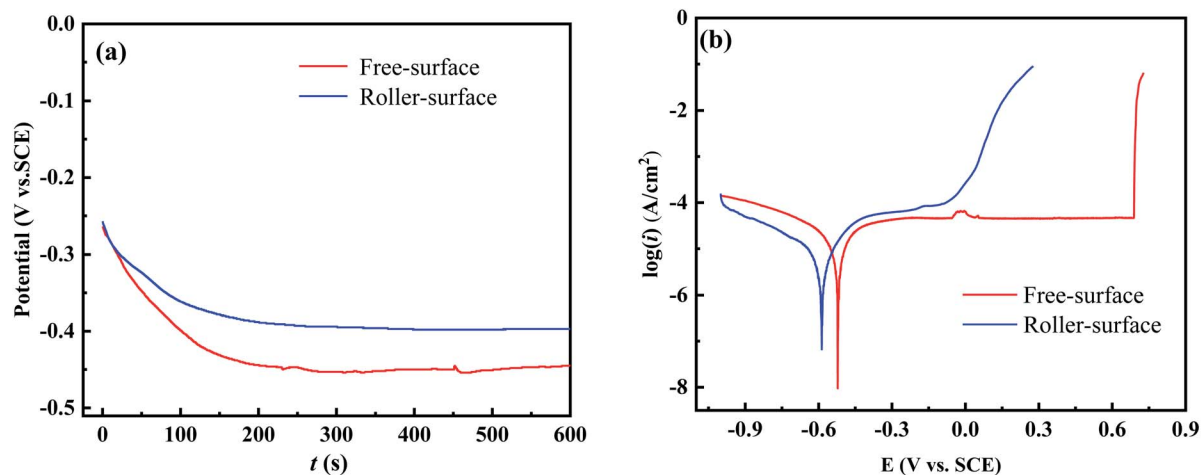 (a)
Free-surface
Roller-surface
Potential (V vs.SCE)
0.0
-0.1
-0.2
-0.3
-0.4
-0.5
0 100 200 300 400 500 600
t (s)
(b)
Free-surface
Roller-surface
log(i) (A/cm²)
0
-2
-4
-6
-8
-0.9 -0.6 -0.3 0.0 0.3 0.6 0.9
E (V vs. SCE)